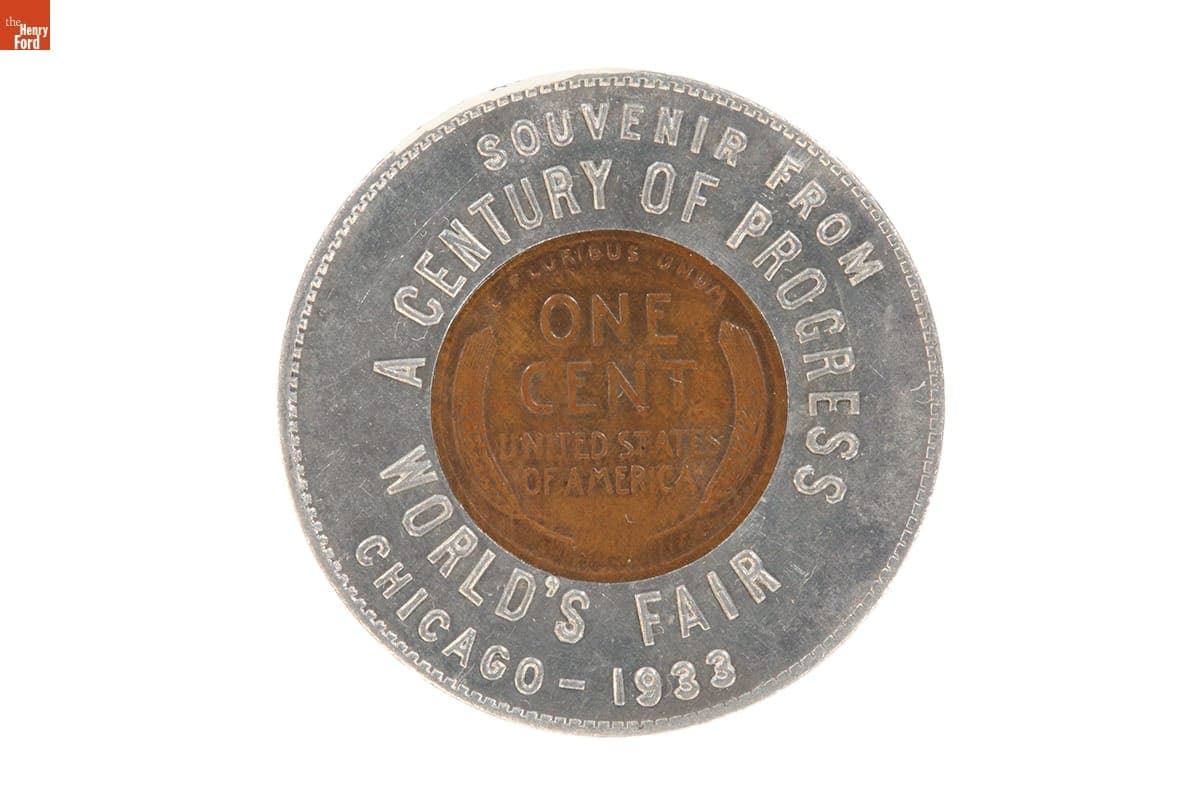 the
Henry
Ford
SOUVENIR FROM
A CENTURY OF PROGRESS
E PLURIBUS UNUM
ONE
CENT
UNITED STATES
OF AMERICA
WORLD'S FAIR
CHICAGO - 1933